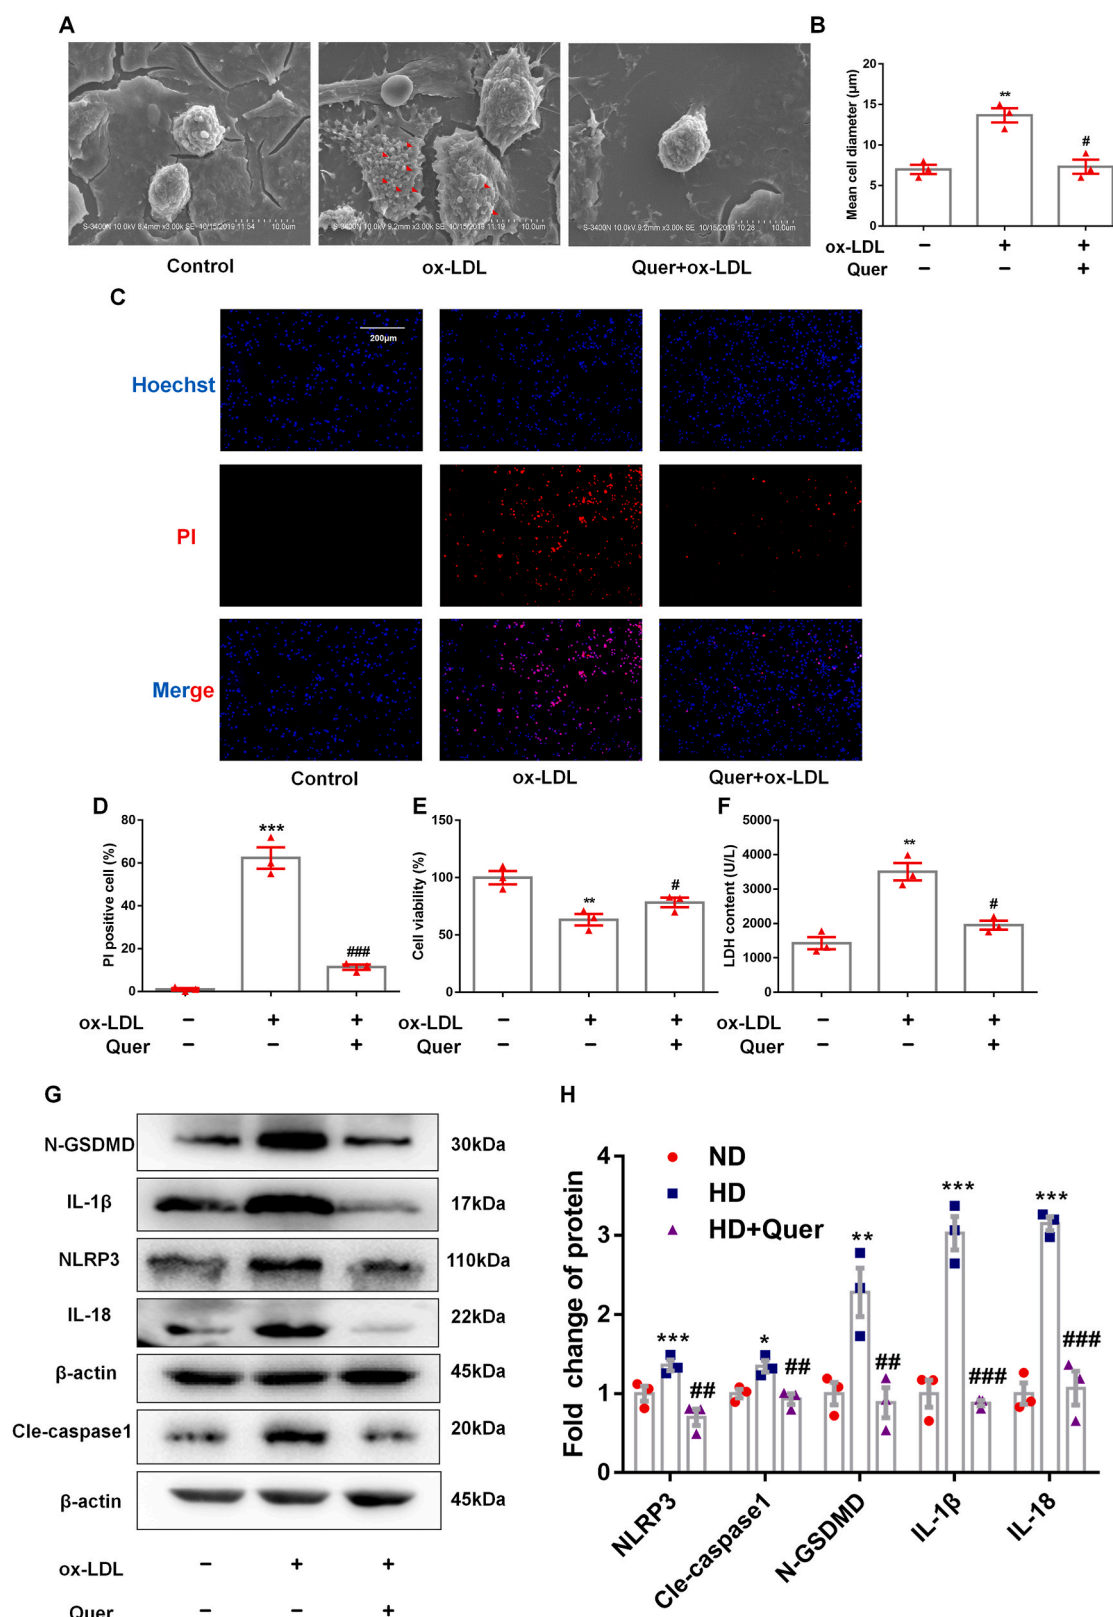 A
B
S-3400N 10.0kV 8.4mm x3.00k SE 10/15/2019 11:54 10.0um
S-3400N 10.0kV 9.2mm x3.00k SE 10/15/2019 11:19 10.0um
S-3400N 10.0kV 9.2mm x3.00k SE 10/15/2019 10:28 10.0um
Control
ox-LDL
Quer+ox-LDL
Mean cell diameter (μm)
20
15
10
5
0
**
#
ox-LDL – + +
Quer – – +
C
200μm
Hoechst
PI
Merge
Control
ox-LDL
Quer+ox-LDL
D
PI positive cell (%)
80
60
40
20
0
***
###
ox-LDL – + +
Quer – – +
E
Cell viability (%)
150
100
50
0
**
#
ox-LDL – + +
Quer – – +
F
LDH content (U/L)
5000
4000
3000
2000
1000
0
**
#
ox-LDL – + +
Quer – – +
G
N-GSDMD 30kDa
IL-1β 17kDa
NLRP3 110kDa
IL-18 22kDa
β-actin 45kDa
Cle-caspase1 20kDa
β-actin 45kDa
ox-LDL – + +
Quer – – +
H
Fold change of protein
4
3
2
1
0
ND
HD
HD+Quer
*** ##
* ##
** ##
*** ###
*** ###
NLRP3
Cle-caspase1
N-GSDMD
IL-1β
IL-18